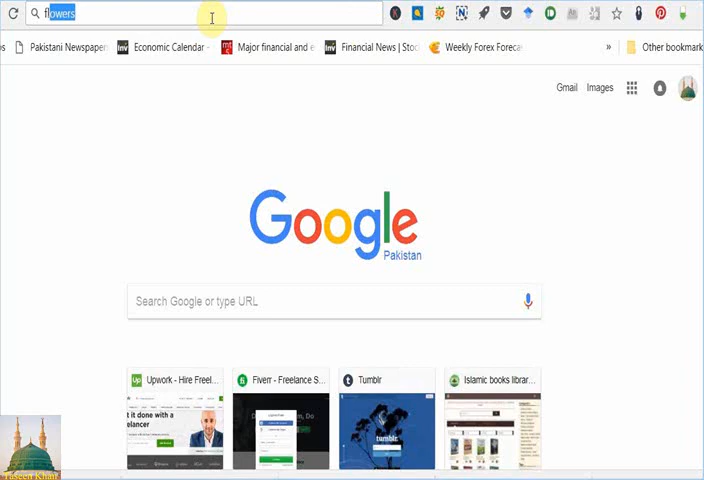 flowers
Pakistani Newspaper
Economic Calendar -
Major financial and e
Financial News | Stoc
Weekly Forex Foreca
»
Other bookmark
Gmail
Images
Google
Pakistan
Search Google or type URL
Upwork - Hire Freel...
Fiverr - Freelance S...
Tumblr
Islamic books librar...
t it done with a
elancer
tumblr.